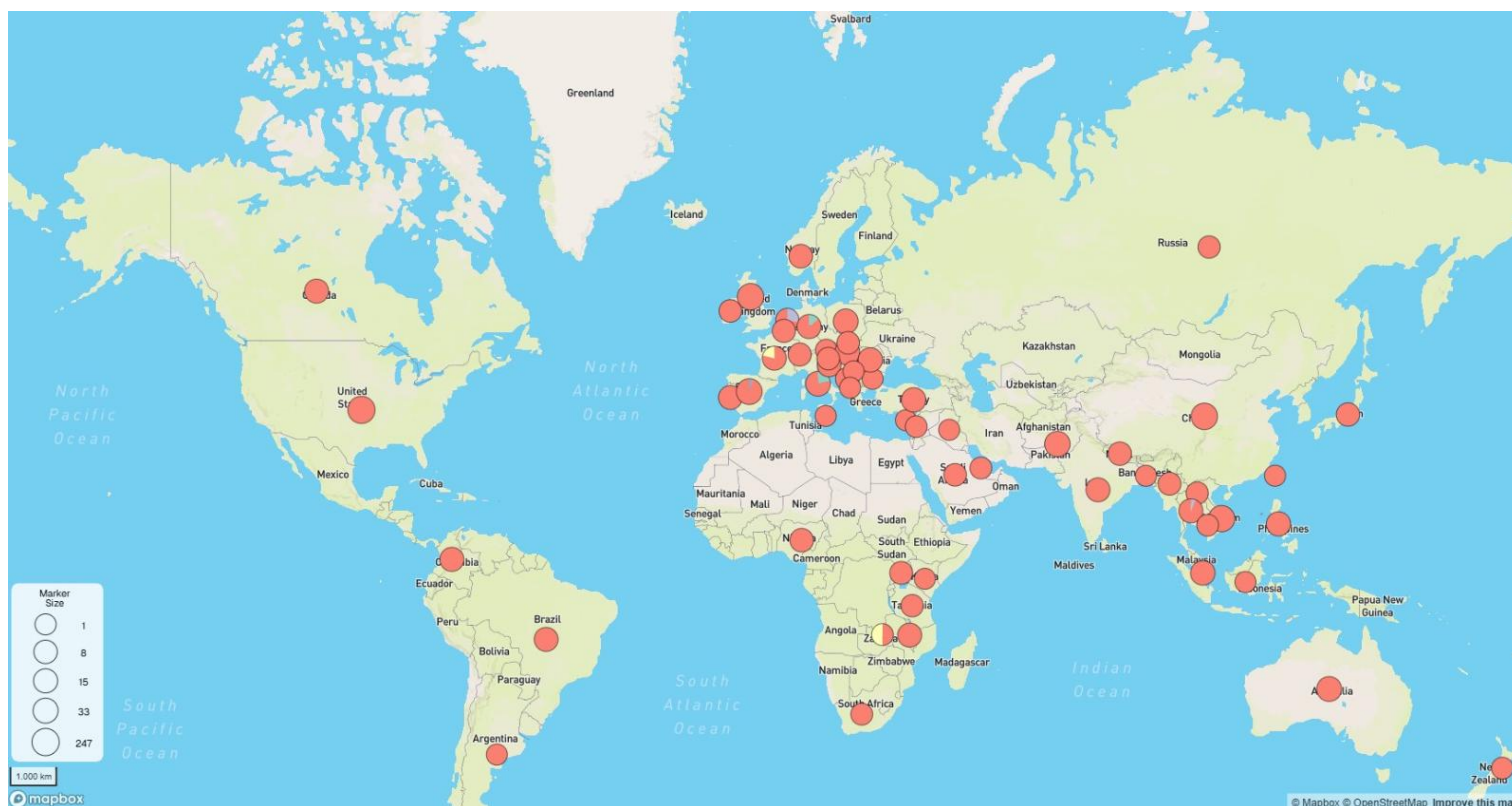 Svalbard
Greenland
Iceland
Sweden
Finland
Russia
Denmark
Belarus
Ukraine
Kazakhstan
Mongolia
Uzbekistan
North
Pacific
Ocean
North
Atlantic
Ocean
United
Greece
Tunisia
Morocco
Iran
Afghanistan
Algeria
Libya
Egypt
Mexico
Cuba
Oman
Mauritania
Mali
Niger
Chad
Sudan
Yemen
Senegal
South
Sudan
Ethiopia
Cameroon
Sri Lanka
Maldives
Malaysia
Ecuador
Papua New
Guinea
Peru
Brazil
Angola
Bolivia
Zimbabwe
Madagascar
Namibia
Paraguay
Indian
Ocean
South
Atlantic
Ocean
South
Pacific
Ocean
South Africa
Argentina
Zealand
Marker
Size
1
8
15
33
247
1.000 km
mapbox
© Mapbox © OpenStreetMap Improve this ma